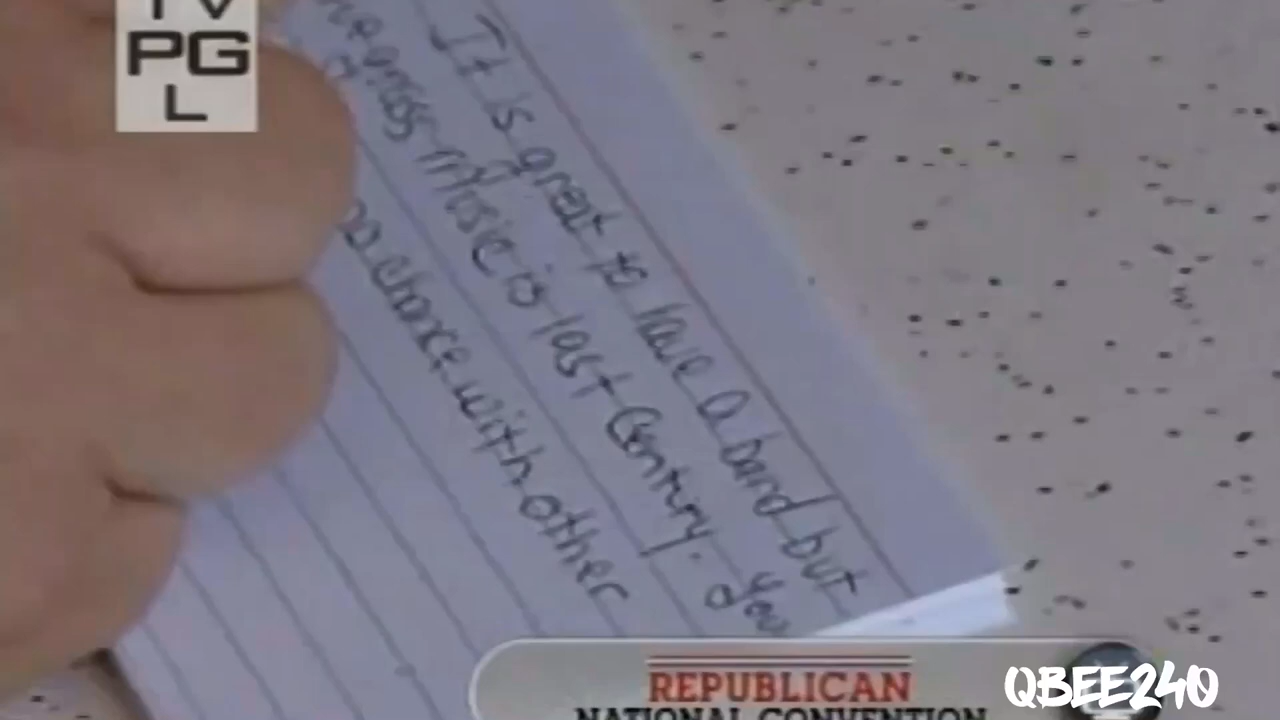 TV
PG
L
It is great to have a band but
music is last Century. You
chance with other
REPUBLICAN
NATIONAL CONVENTION
QBEE240